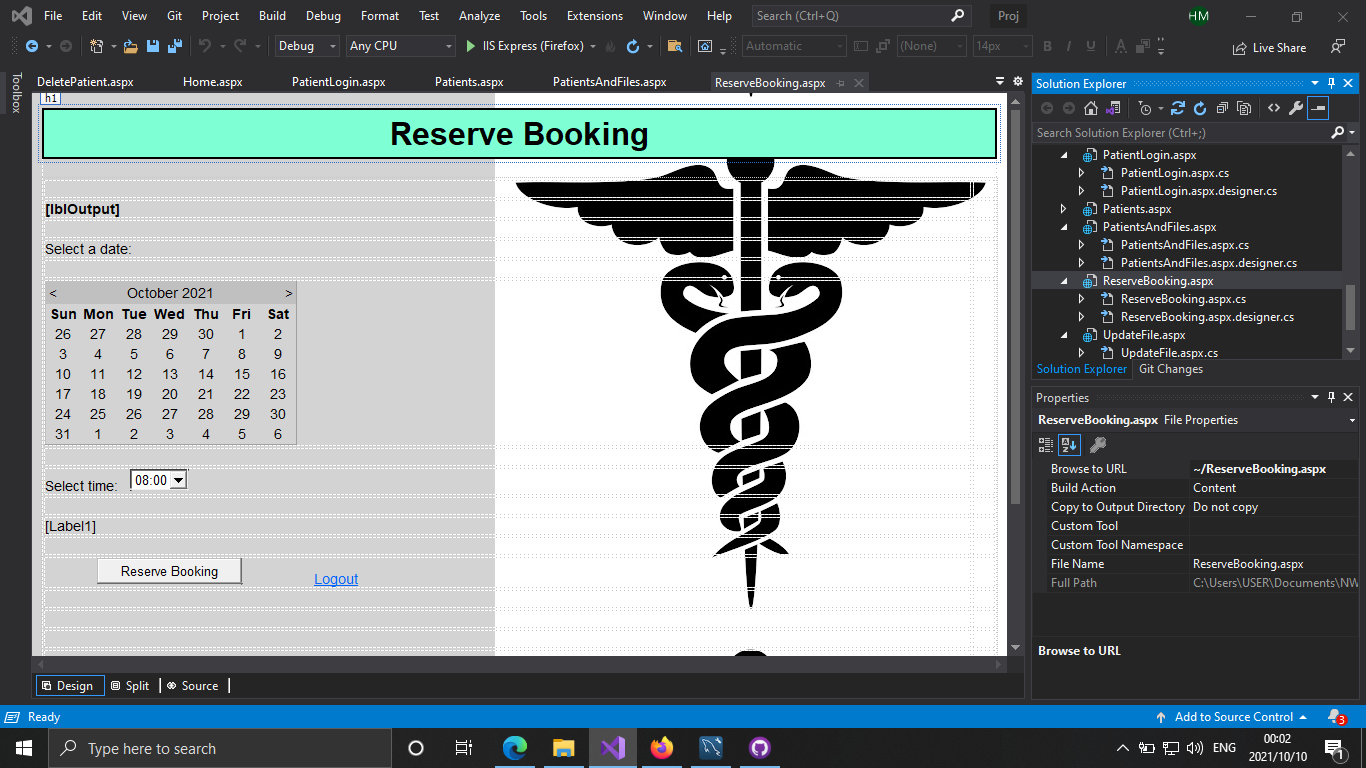 File Edit View Git Project Build Debug Format Test Analyze Tools Extensions Window Help Search (Ctrl+Q) Proj HM
Debug Any CPU IIS Express (Firefox) Automatic (None) 14px B I U A Live Share
Toolbox
DeletePatient.aspx Home.aspx PatientLogin.aspx Patients.aspx PatientsAndFiles.aspx ReserveBooking.aspx
h1
Reserve Booking
[lblOutput]
Select a date:
< October 2021 >
Sun Mon Tue Wed Thu Fri Sat
26 27 28 29 30 1 2
3 4 5 6 7 8 9
10 11 12 13 14 15 16
17 18 19 20 21 22 23
24 25 26 27 28 29 30
31 1 2 3 4 5 6
Select time: 08:00
[Label1]
Reserve Booking Logout
Design Split Source
Solution Explorer
Search Solution Explorer (Ctrl+;)
PatientLogin.aspx
PatientLogin.aspx.cs
PatientLogin.aspx.designer.cs
Patients.aspx
PatientsAndFiles.aspx
PatientsAndFiles.aspx.cs
PatientsAndFiles.aspx.designer.cs
ReserveBooking.aspx
ReserveBooking.aspx.cs
ReserveBooking.aspx.designer.cs
UpdateFile.aspx
UpdateFile.aspx.cs
Solution Explorer Git Changes
Properties
ReserveBooking.aspx File Properties
Browse to URL ~/ReserveBooking.aspx
Build Action Content
Copy to Output Directory Do not copy
Custom Tool
Custom Tool Namespace
File Name ReserveBooking.aspx
Full Path C:\Users\USER\Documents\NW
Browse to URL
Ready Add to Source Control 3
Type here to search ENG 00:02
2021/10/10 1